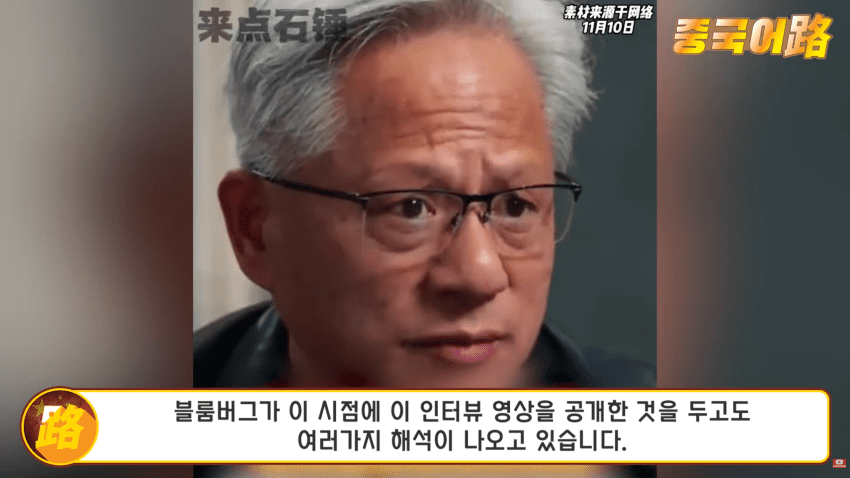 来点石锤
素材来源于网络
11月10日
중국어路
路
블룸버그가 이 시점에 이 인터뷰 영상을 공개한 것을 두고도
여러가지 해석이 나오고 있습니다.